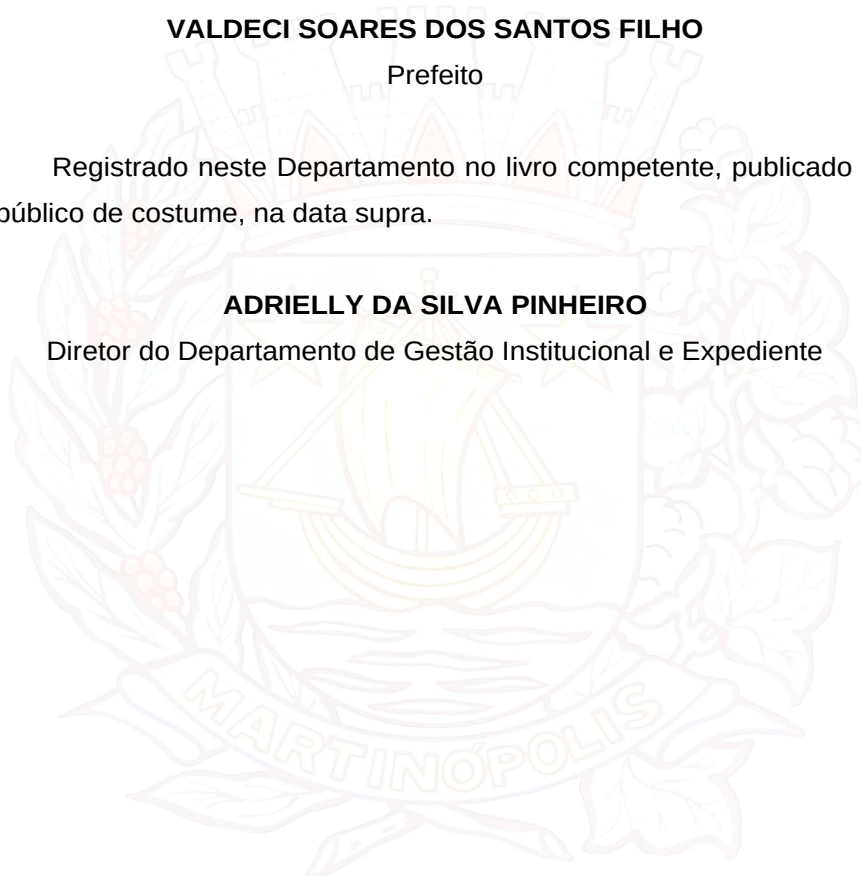 VALDECI SOARES DOS SANTOS FILHO
Prefeito
Registrado neste Departamento no livro competente, publicado
público de costume, na data supra.
ADRIELLY DA SILVA PINHEIRO
Diretor do Departamento de Gestão Institucional e Expediente
MARTINÓPOLIS